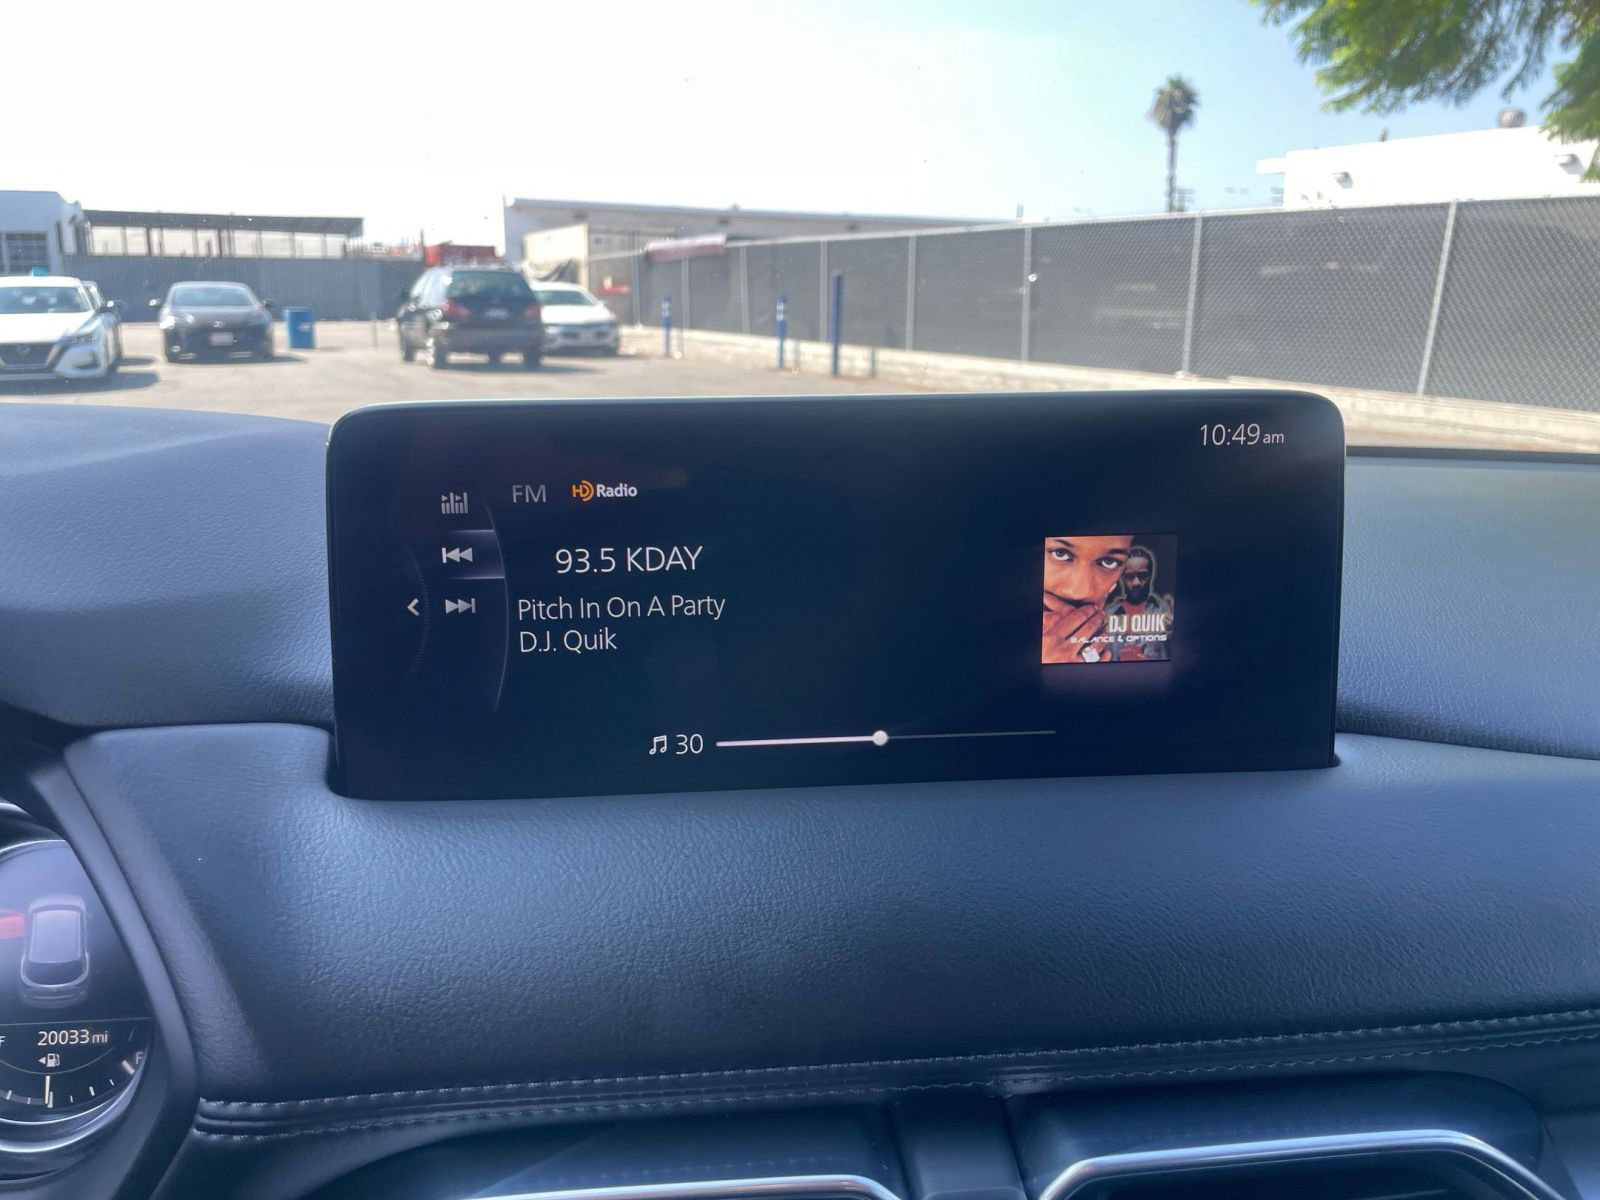 10:49 am
FM HD Radio
93.5 KDAY
Pitch In On A Party
D.J. Quik
DJ QUIK
BALANCE & OPTIONS
30
20033 mi
F
F